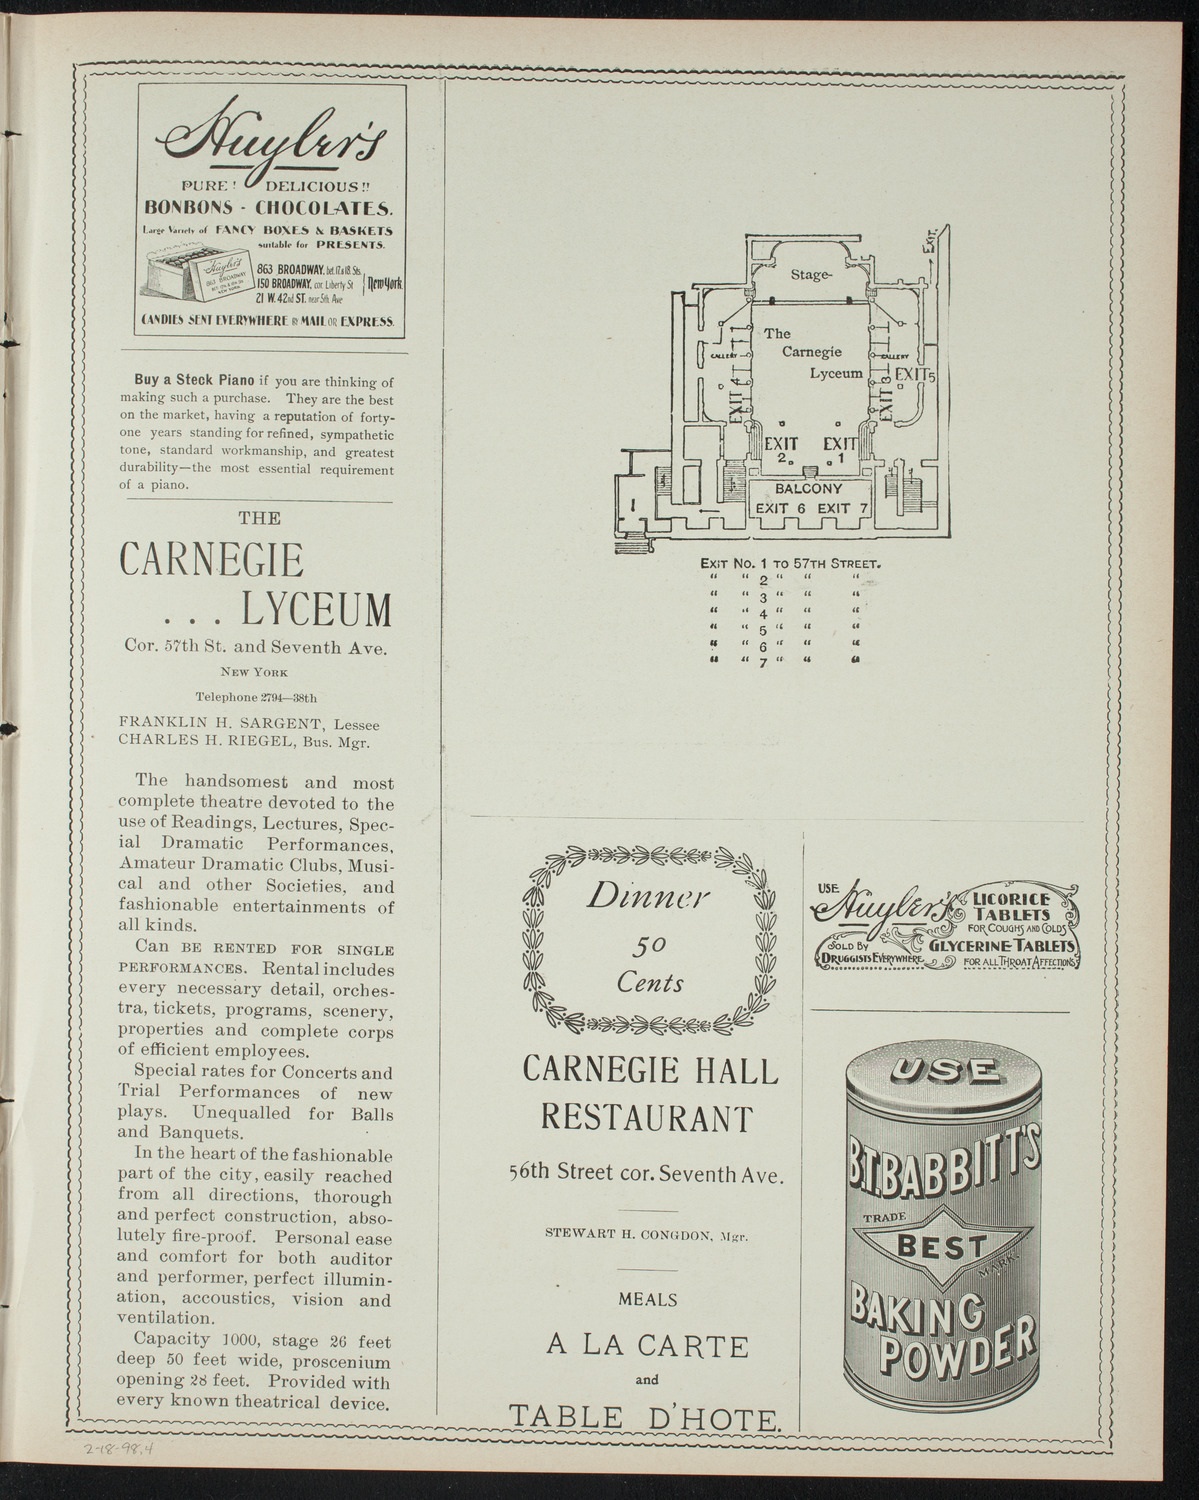 Huyler's
PURE! DELICIOUS!!
BONBONS - CHOCOLATES.
Large Variety of FANCY BOXES & BASKETS
suitable for PRESENTS.
Huyler's
863 BROADWAY
NEW YORK
863 BROADWAY, bet. 17 & 18 Sts.
150 BROADWAY, cor. Liberty St
21 W. 42nd ST. near 5th Ave
New York
CANDIES SENT EVERYWHERE BY MAIL OR EXPRESS.
Buy a Steck Piano if you are thinking of
making such a purchase. They are the best
on the market, having a reputation of forty-
one years standing for refined, sympathetic
tone, standard workmanship, and greatest
durability—the most essential requirement
of a piano.
THE
CARNEGIE
... LYCEUM
Cor. 57th St. and Seventh Ave.
NEW YORK
Telephone 2794—38th
FRANKLIN H. SARGENT, Lessee
CHARLES H. RIEGEL, Bus. Mgr.
The handsomest and most
complete theatre devoted to the
use of Readings, Lectures, Spec-
ial Dramatic Performances,
Amateur Dramatic Clubs, Musi-
cal and other Societies, and
fashionable entertainments of
all kinds.
Can BE RENTED FOR SINGLE
PERFORMANCES. Rental includes
every necessary detail, orches-
tra, tickets, programs, scenery,
properties and complete corps
of efficient employees.
Special rates for Concerts and
Trial Performances of new
plays. Unequalled for Balls
and Banquets.
In the heart of the fashionable
part of the city, easily reached
from all directions, thorough
and perfect construction, abso-
lutely fire-proof. Personal ease
and comfort for both auditor
and performer, perfect illumin-
ation, accoustics, vision and
ventilation.
Capacity 1000, stage 26 feet
deep 50 feet wide, proscenium
opening 28 feet. Provided with
every known theatrical device.
EXIT.
Stage-
The
Carnegie
Lyceum
GALLERY
GALLERY
EXIT 4
EXIT 3
EXIT 5
EXIT
2
EXIT
1
BALCONY
EXIT 6 EXIT 7
EXIT NO. 1 TO 57TH STREET.
" " 2 " " "
" " 3 " " "
" " 4 " " "
" " 5 " " "
" " 6 " " "
" " 7 " " "
Dinner
50
Cents
CARNEGIE HALL
RESTAURANT
56th Street cor. Seventh Ave.
STEWART H. CONGDON, Mgr.
MEALS
A LA CARTE
and
TABLE D'HOTE.
USE
Huyler's
LICORICE
TABLETS
FOR COUGHS AND COLDS
GLYCERINE TABLETS
FOR ALL THROAT AFFECTIONS
SOLD BY
DRUGGISTS EVERYWHERE
USE
B.T. BABBITT'S
TRADE
BEST
MARK
BAKING
POWDER
2-18-98,4